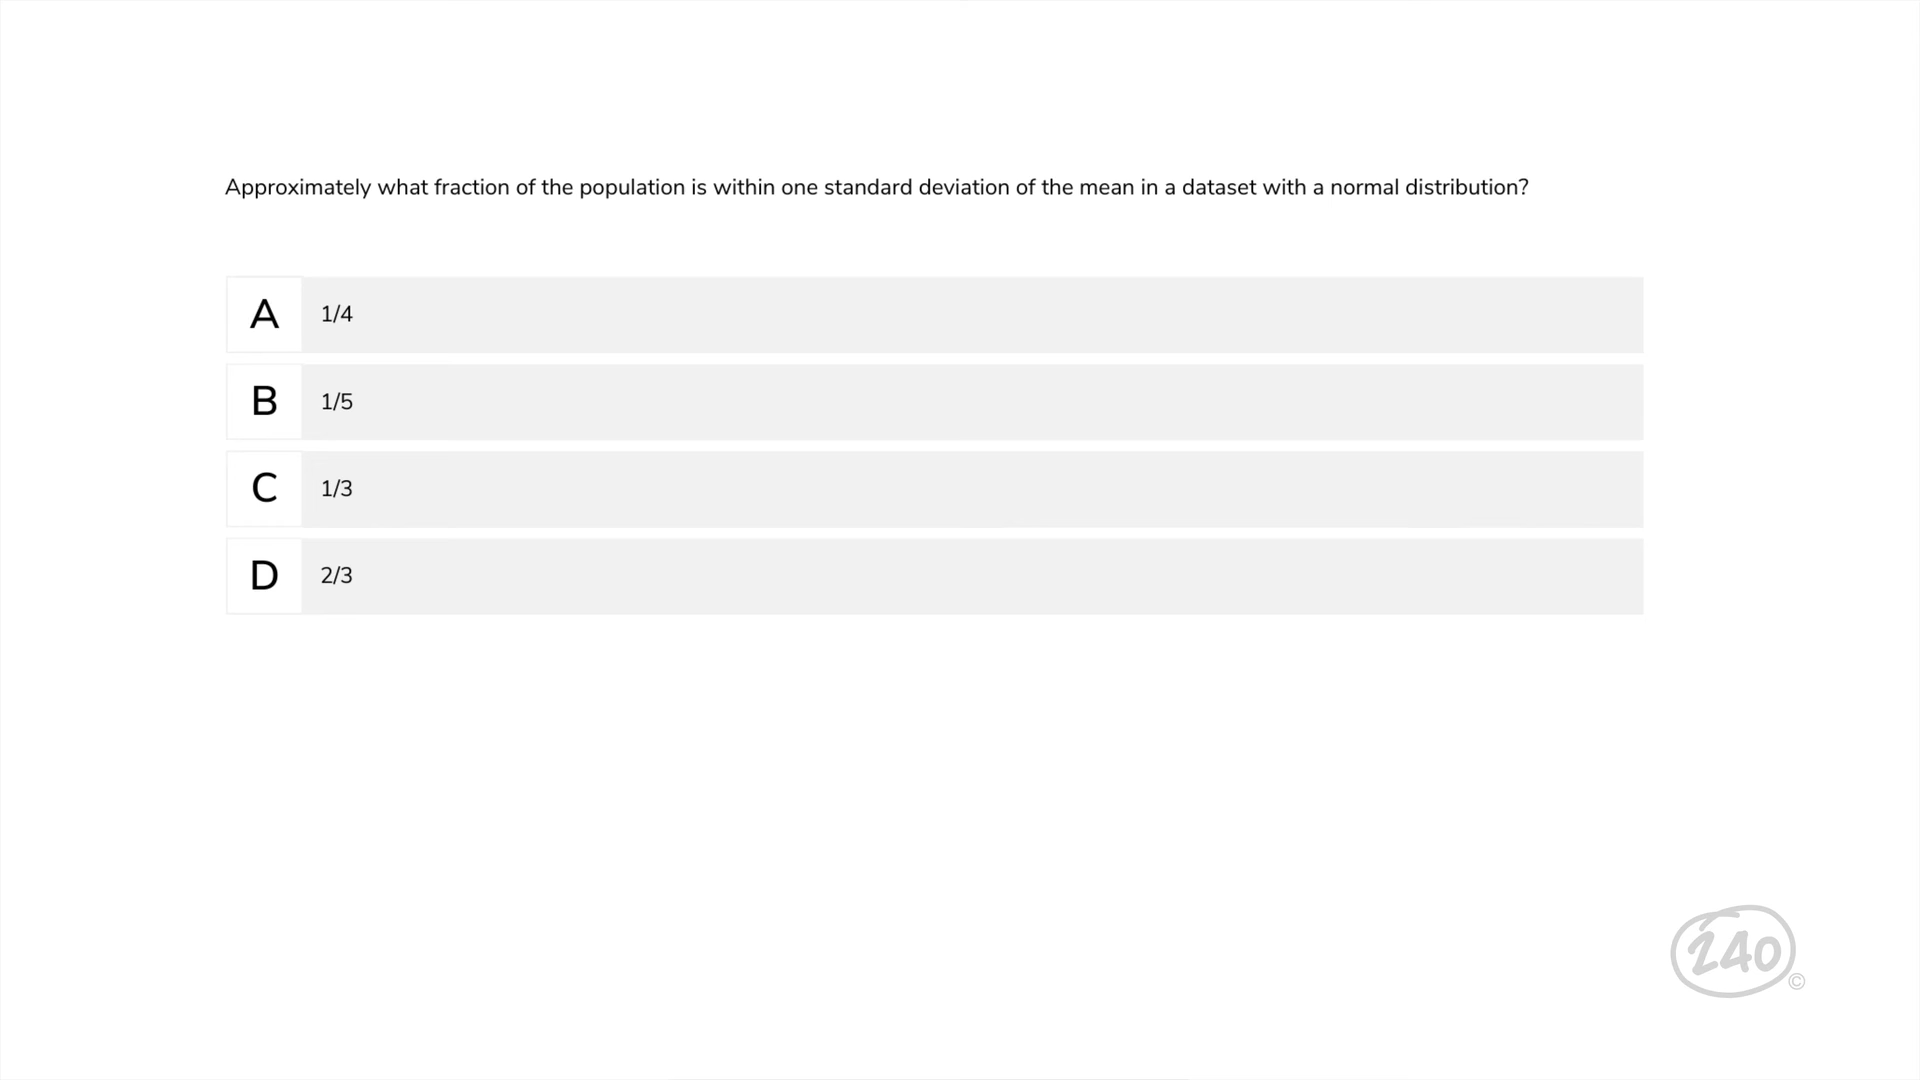 Approximately what fraction of the population is within one standard deviation of the mean in a dataset with a normal distribution?
A 1/4
B 1/5
C 1/3
D 2/3
240 ©